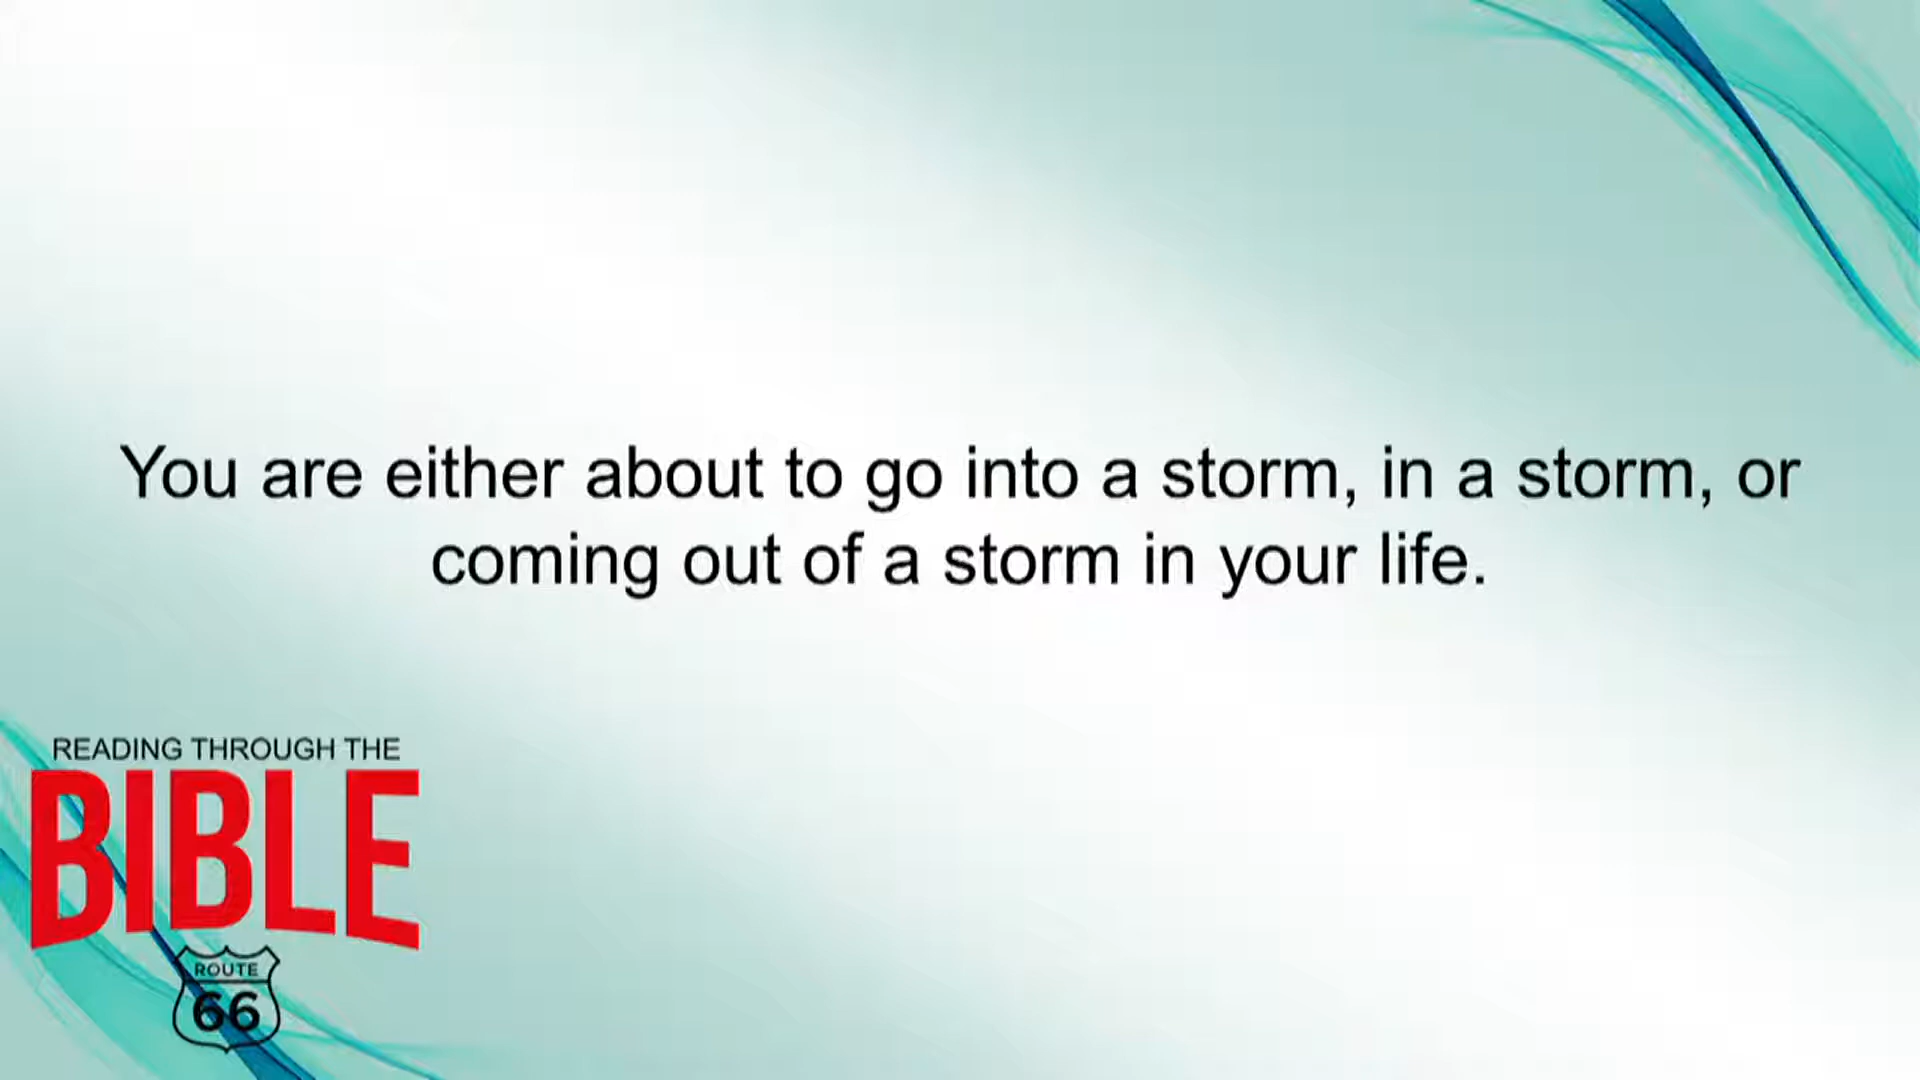 You are either about to go into a storm, in a storm, or
coming out of a storm in your life.
READING THROUGH THE
BIBLE
ROUTE
66